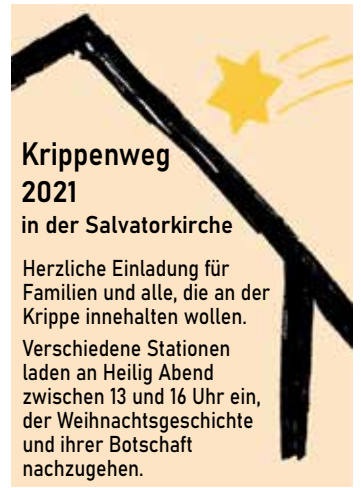 Krippenweg
2021
in der Salvatorkirche
Herzliche Einladung für
Familien und alle, die an der
Krippe innehalten wollen.
Verschiedene Stationen
laden an Heilig Abend
zwischen 13 und 16 Uhr ein,
der Weihnachtsgeschichte
und ihrer Botschaft
nachzugehen.